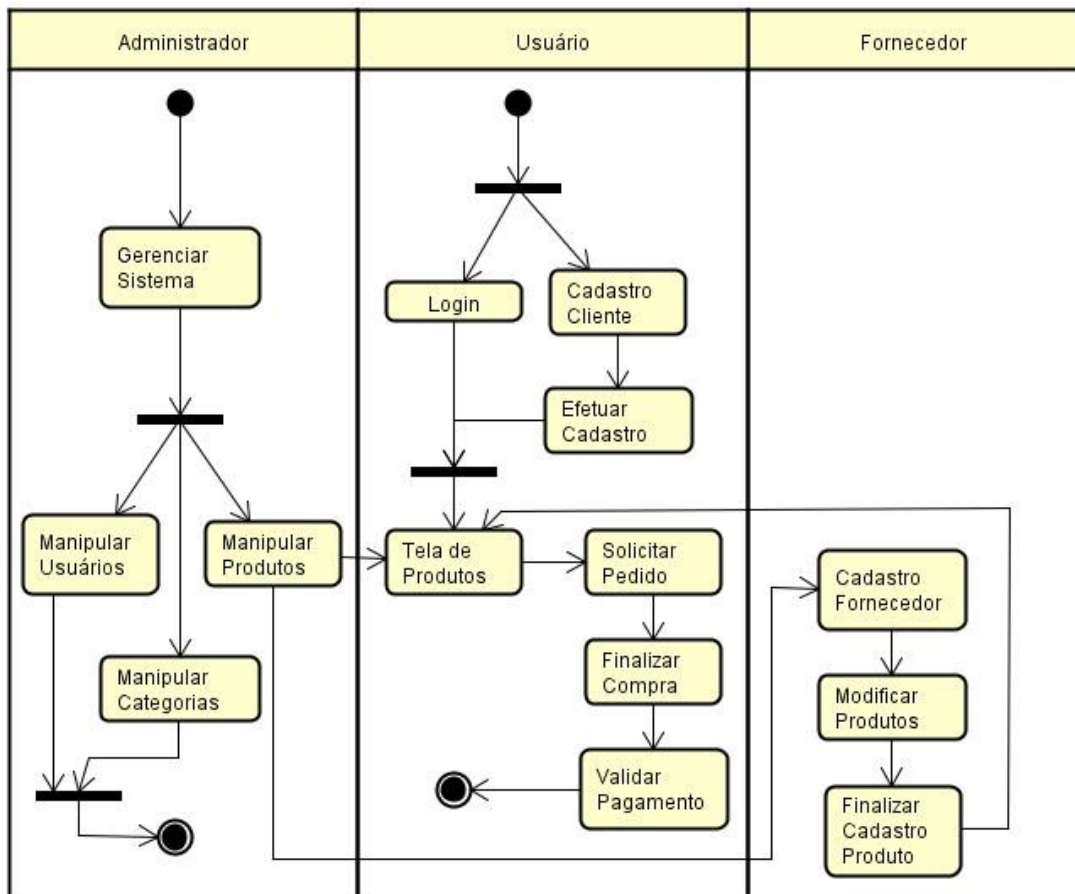 Administrador
Usuário
Fornecedor
Gerenciar
Sistema
Manipular
Usuários
Manipular
Produtos
Manipular
Categorias
Login
Cadastro
Cliente
Efetuar
Cadastro
Tela de
Produtos
Solicitar
Pedido
Finalizar
Compra
Validar
Pagamento
Cadastro
Fornecedor
Modificar
Produtos
Finalizar
Cadastro
Produto